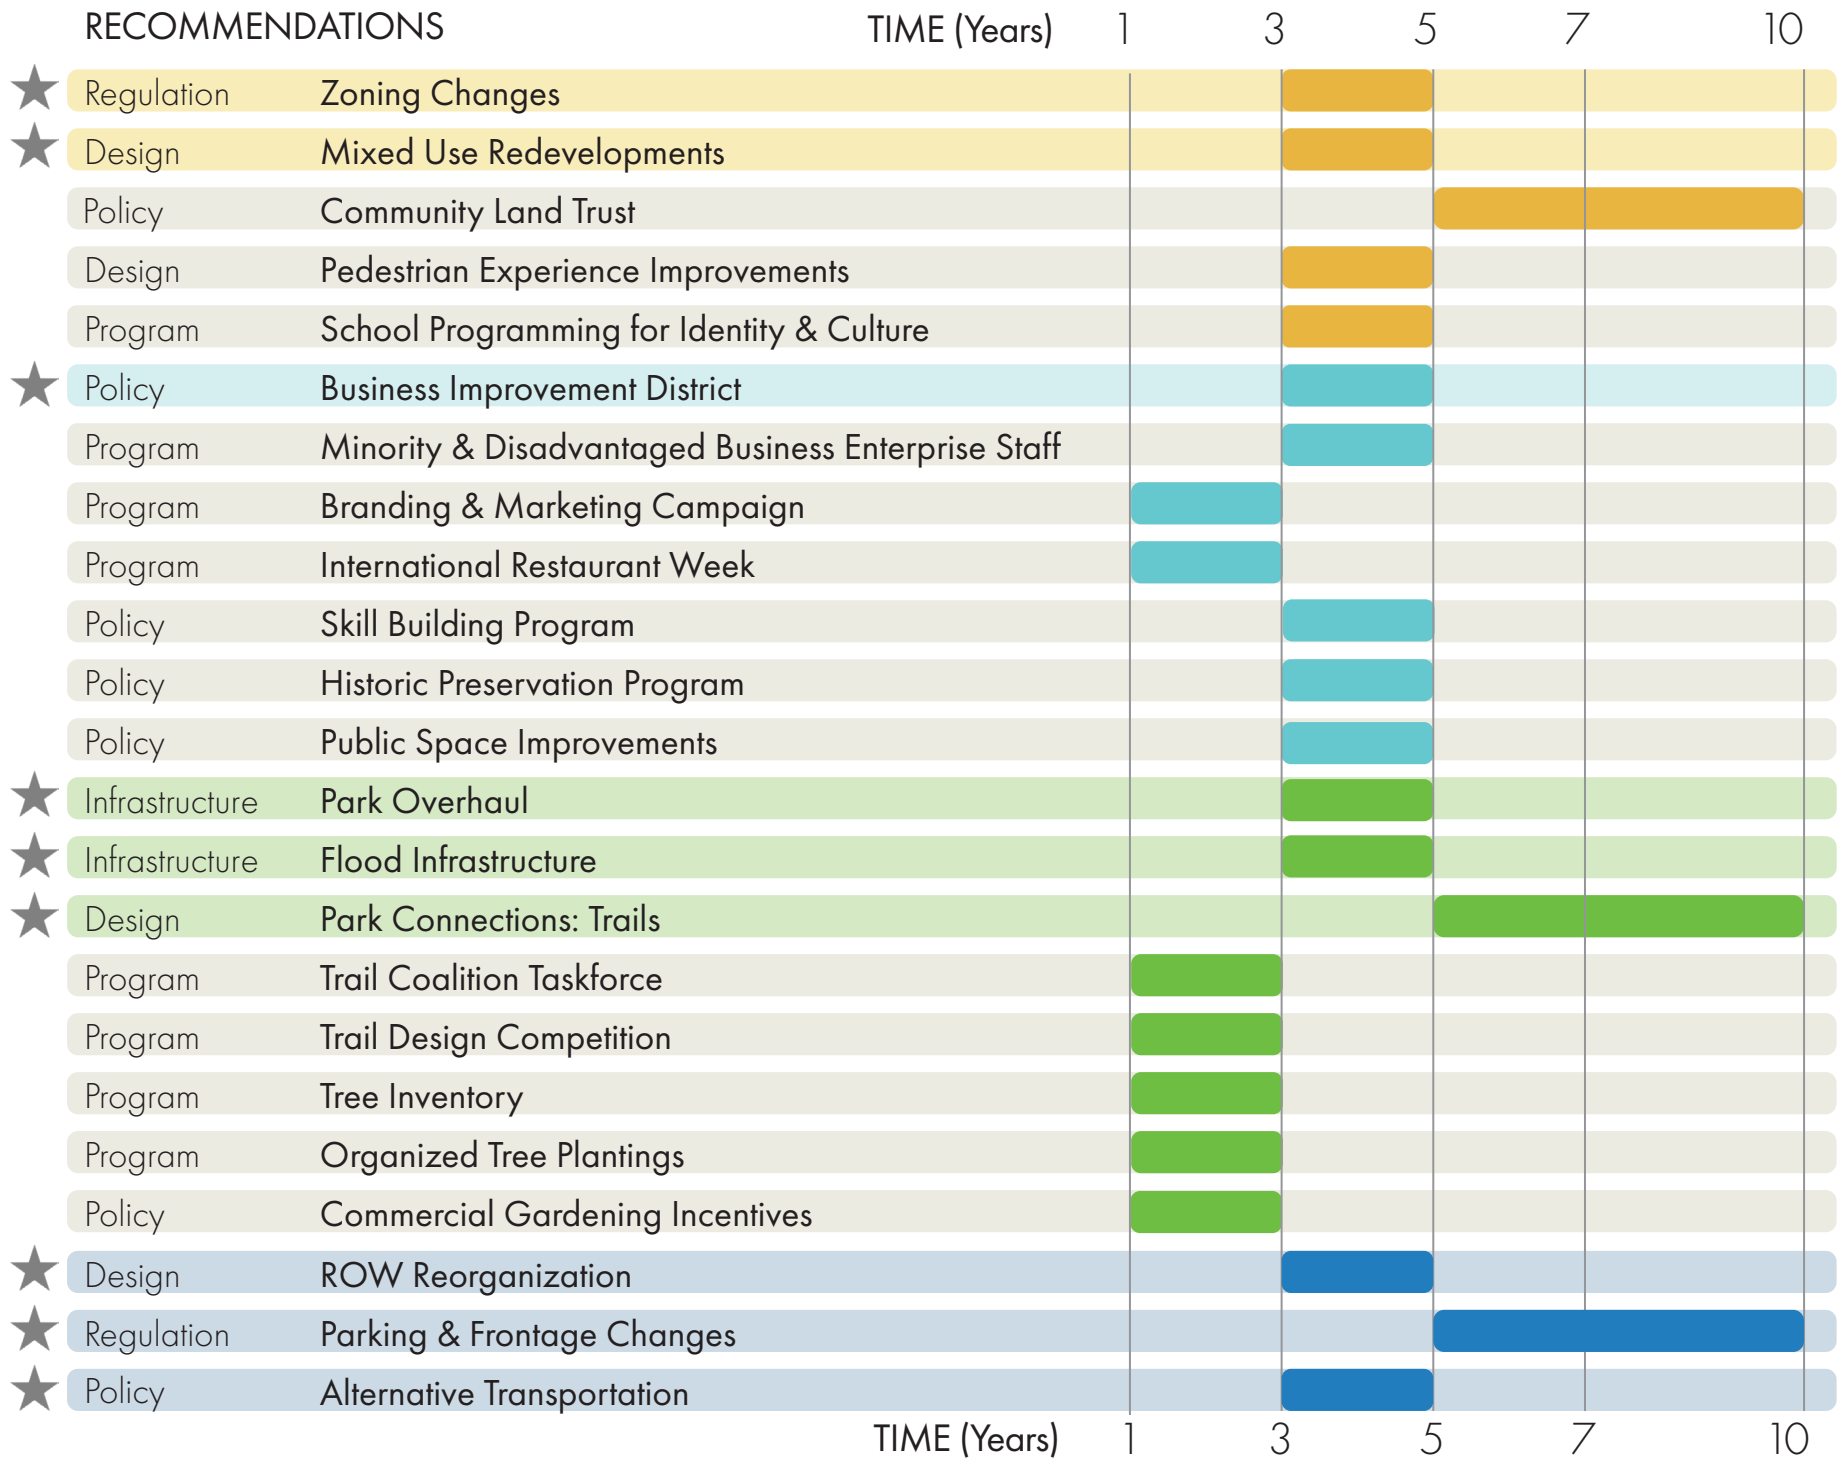 RECOMMENDATIONS TIME (Years) 1 3 5 7 10
Regulation Zoning Changes
Design Mixed Use Redevelopments
Policy Community Land Trust
Design Pedestrian Experience Improvements
Program School Programming for Identity & Culture
Policy Business Improvement District
Program Minority & Disadvantaged Business Enterprise Staff
Program Branding & Marketing Campaign
Program International Restaurant Week
Policy Skill Building Program
Policy Historic Preservation Program
Policy Public Space Improvements
Infrastructure Park Overhaul
Infrastructure Flood Infrastructure
Design Park Connections: Trails
Program Trail Coalition Taskforce
Program Trail Design Competition
Program Tree Inventory
Program Organized Tree Plantings
Policy Commercial Gardening Incentives
Design ROW Reorganization
Regulation Parking & Frontage Changes
Policy Alternative Transportation
TIME (Years) 1 3 5 7 10